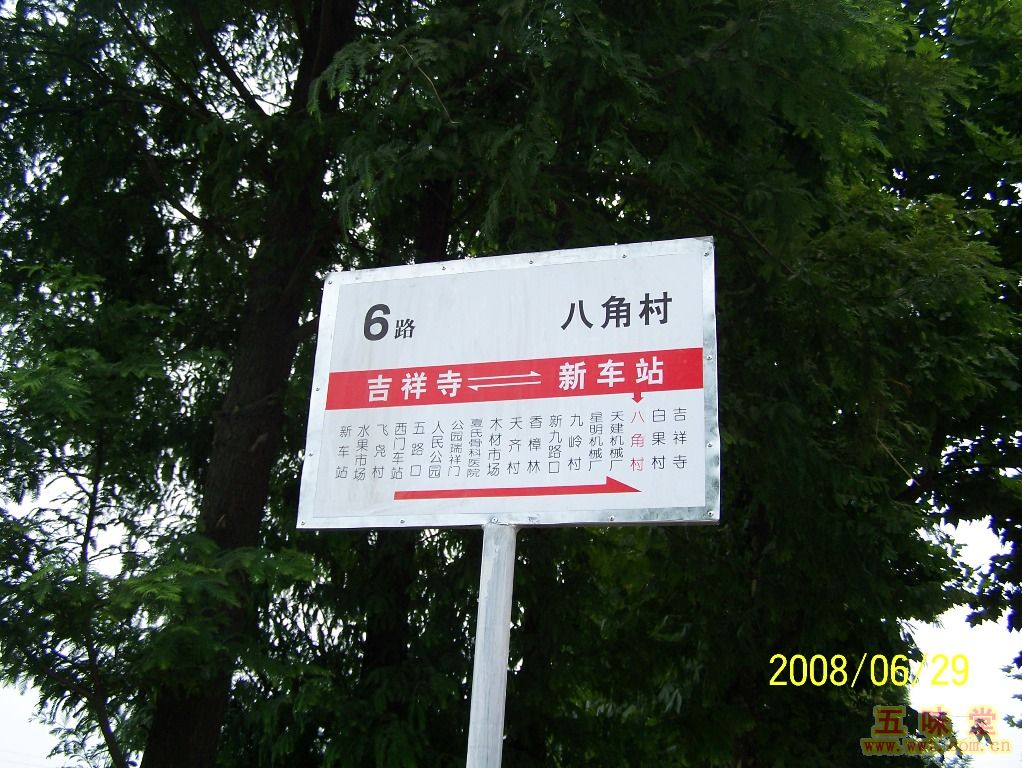 6路
八角村
吉祥寺
新车站
新车站
水果市场
飞凫村
西门车站
五路口
人民公园
公园瑞祥门
夏氏骨科医院
木材市场
天齐村
香樟林
新九路口
九岭村
星明机械厂
天建机械厂
八角村
白果村
吉祥寺
2008/06/29
五味堂